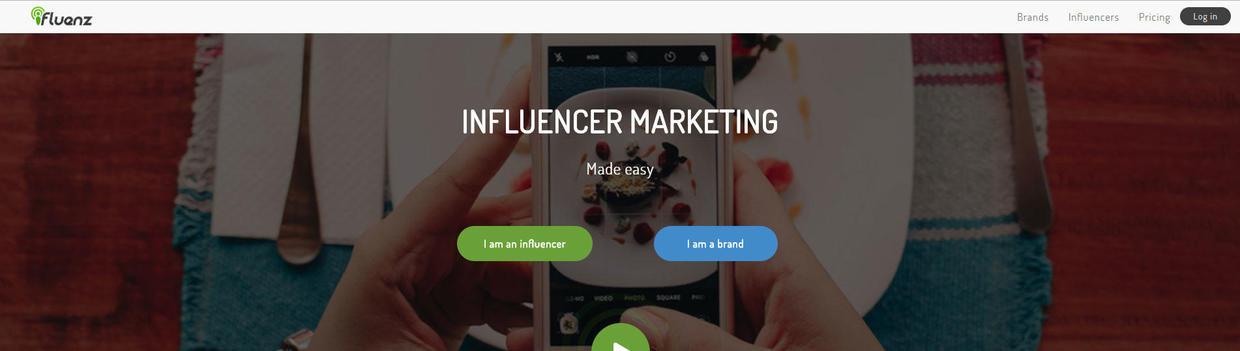 ifluenz
Brands Influencers Pricing Log in
HDR
INFLUENCER MARKETING
Made easy
I am an influencer I am a brand
VIDEO PHOTO SQUARE